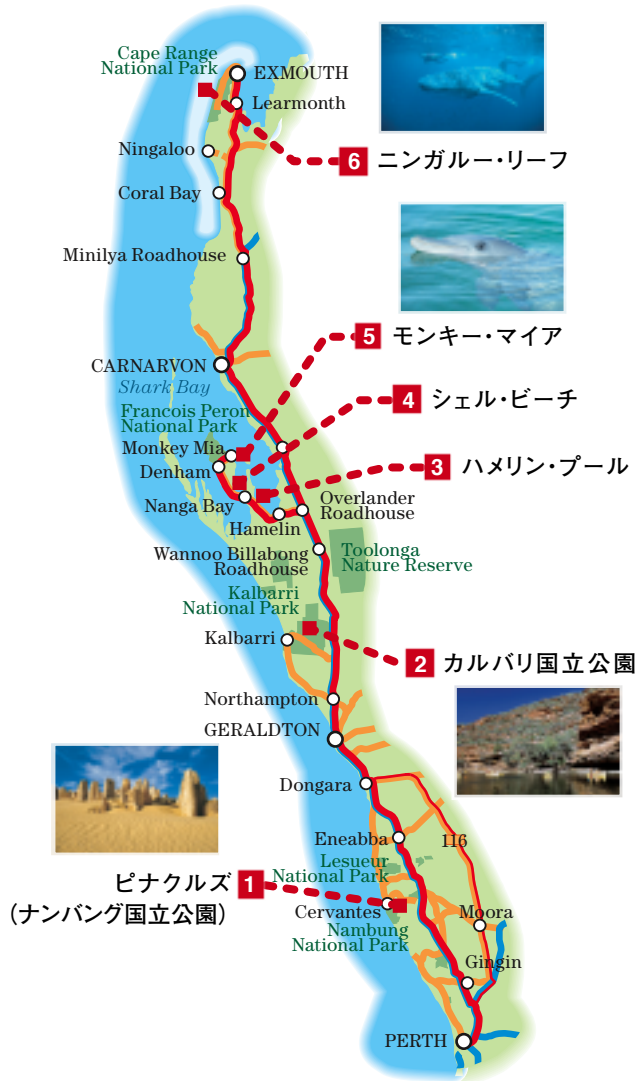 Cape Range
National Park
EXMOUTH
Learmonth
Ningaloo
6 ニンガルー・リーフ
Coral Bay
Minilya Roadhouse
5 モンキー・マイア
CARNARVON
Shark Bay
4 シェル・ビーチ
Francois Peron
National Park
Monkey Mia
3 ハメリン・プール
Denham
Nanga Bay
Overlander
Roadhouse
Hamelin
Wannoo Billabong
Roadhouse
Toolonga
Nature Reserve
Kalbarri
National Park
Kalbarri
2 カルバリ国立公園
Northampton
GERALDTON
Dongara
Eneabba
116
Lesueur
National Park
ピナクルズ 1
(ナンバング国立公園)
Cervantes
Moora
Nambung
National Park
Gingin
PERTH